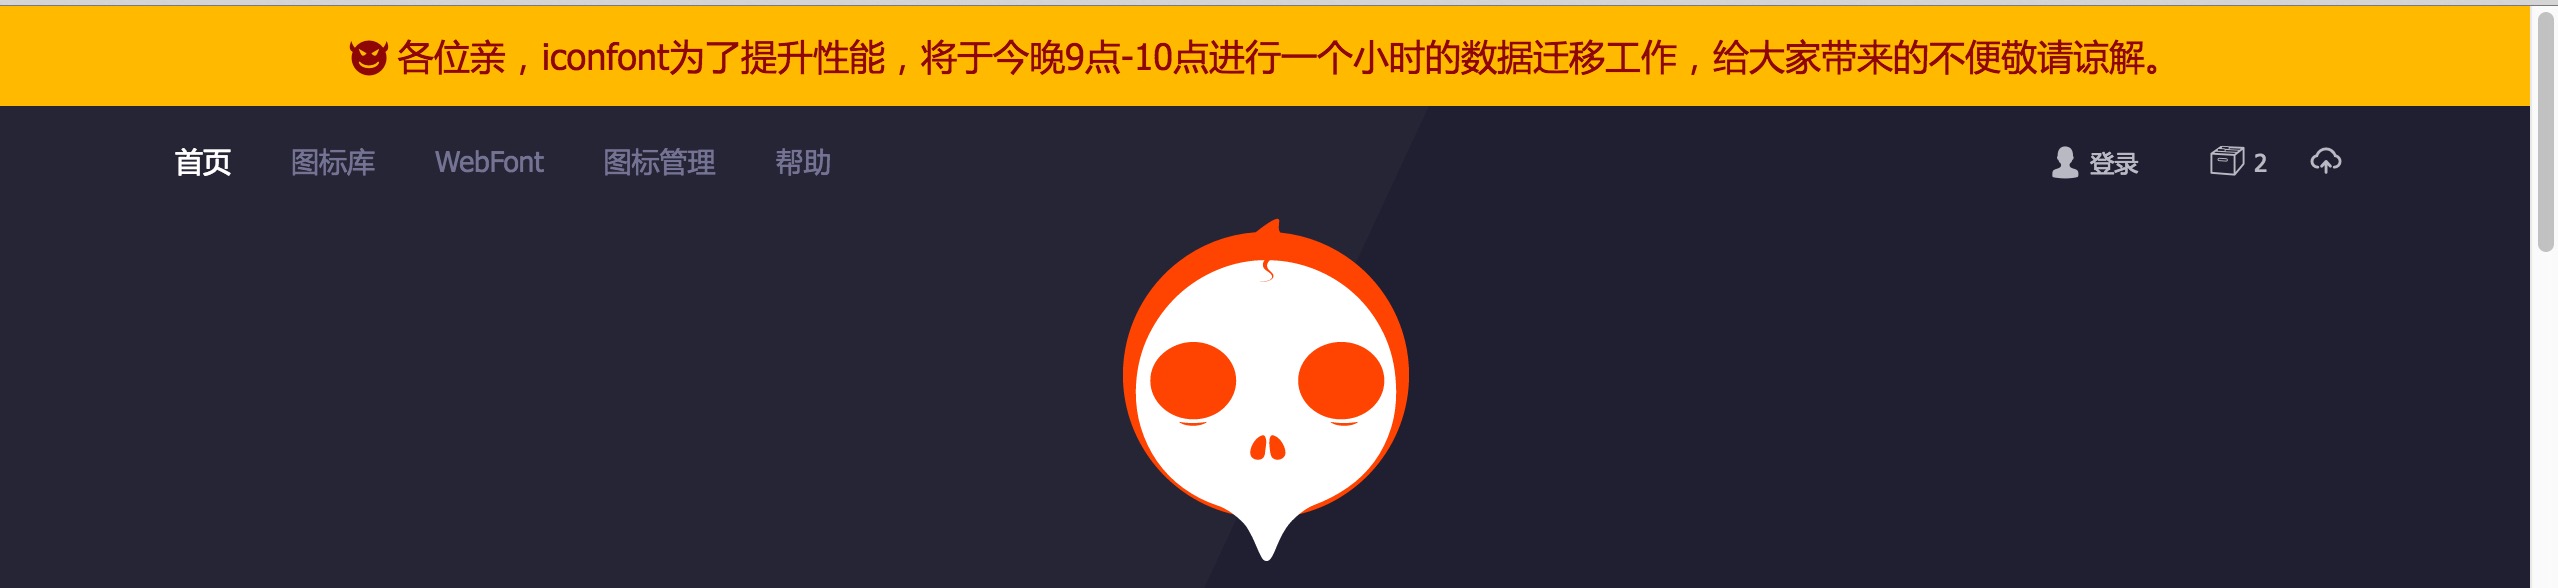 各位亲，iconfont为了提升性能，将于今晚9点-10点进行一个小时的数据迁移工作，给大家带来的不便敬请谅解。
首页 图标库 WebFont 图标管理 帮助 登录 2